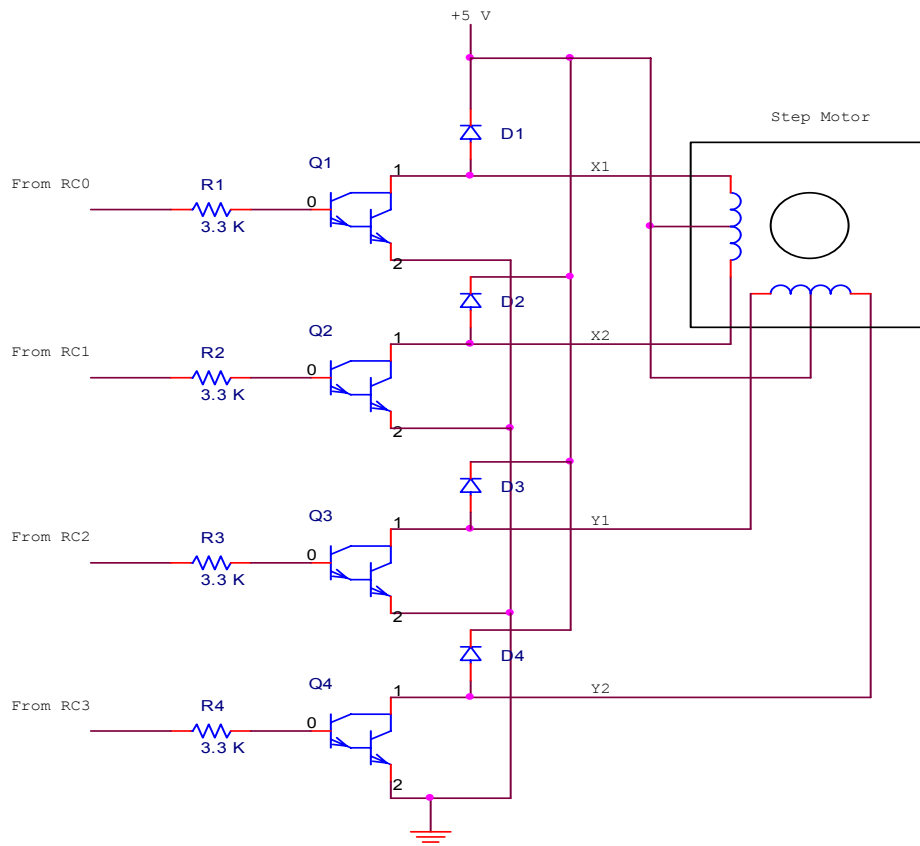 +5 V
Step Motor
D1
Q1
1
X1
From RC0
R1
0
3.3 K
2
D2
Q2
1
X2
From RC1
R2
0
3.3 K
2
D3
Q3
1
Y1
From RC2
R3
0
3.3 K
2
D4
Q4
1
Y2
From RC3
R4
0
3.3 K
2